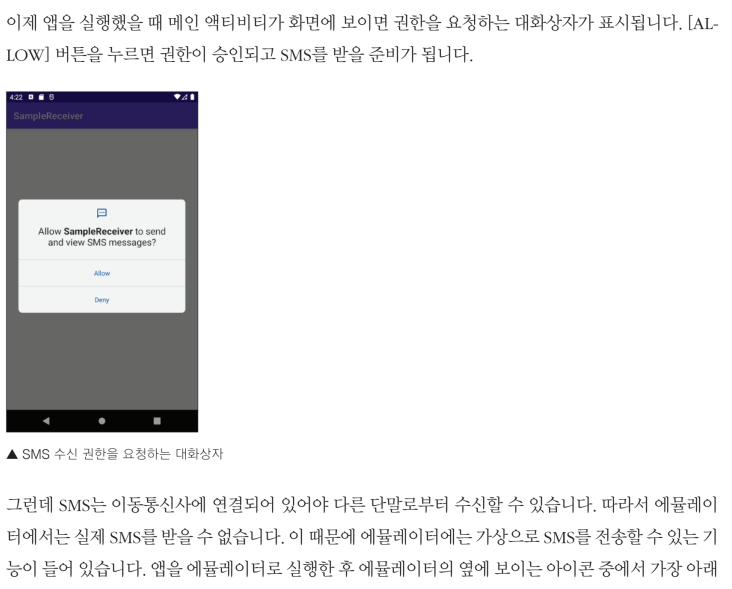 이제 앱을 실행했을 때 메인 액티비티가 화면에 보이면 권한을 요청하는 대화상자가 표시됩니다. [AL-
LOW] 버튼을 누르면 권한이 승인되고 SMS를 받을 준비가 됩니다.
4:22
SampleReceiver
Allow SampleReceiver to send
and view SMS messages?
Allow
Deny
▲ SMS 수신 권한을 요청하는 대화상자
그런데 SMS는 이동통신사에 연결되어 있어야 다른 단말로부터 수신할 수 있습니다. 따라서 에뮬레이
터에서는 실제 SMS를 받을 수 없습니다. 이 때문에 에뮬레이터에는 가상으로 SMS를 전송할 수 있는 기
능이 들어 있습니다. 앱을 에뮬레이터로 실행한 후 에뮬레이터의 옆에 보이는 아이콘 중에서 가장 아래